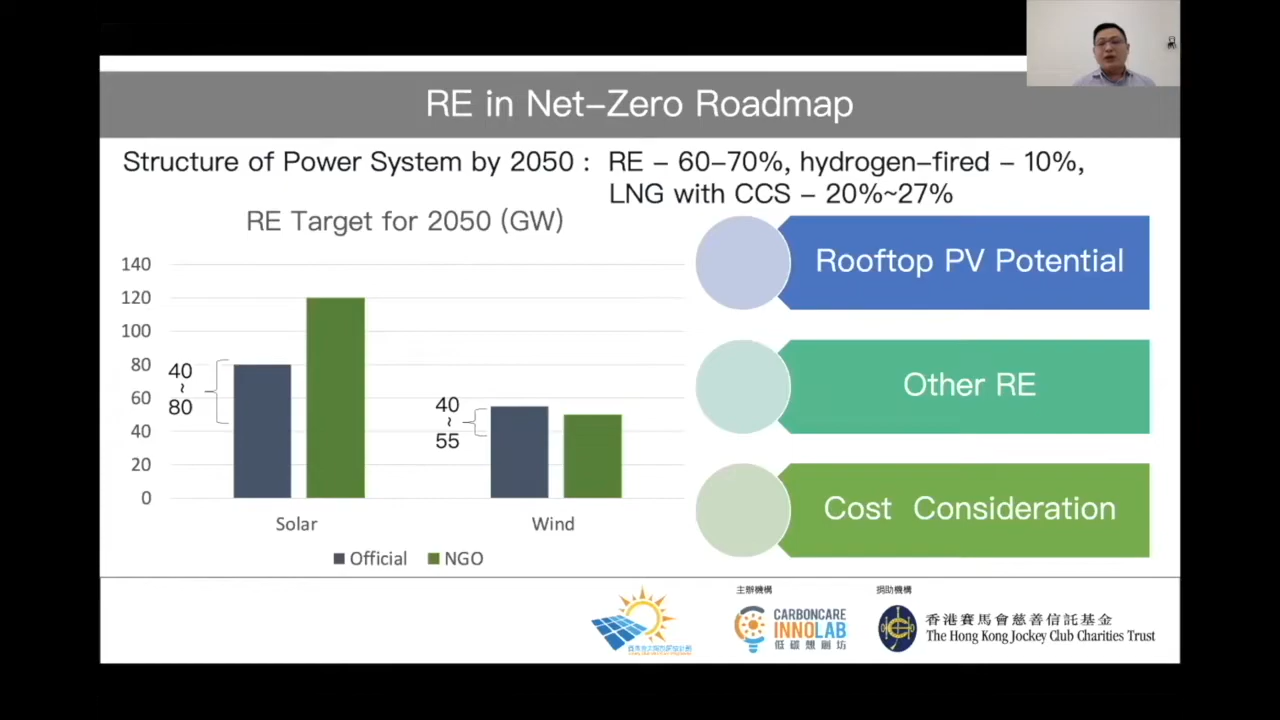 RE in Net-Zero Roadmap
Structure of Power System by 2050 : RE - 60-70%, hydrogen-fired - 10%,
LNG with CCS - 20%~27%
RE Target for 2050 (GW)
140
120
100
80
60
40
20
0
40
~
80
40
~
55
Solar
Wind
Official
NGO
Rooftop PV Potential
Other RE
Cost Consideration
主辦機構
CARBONCARE
INNOLAB
低碳想創坊
捐助機構
香港賽馬會慈善信託基金
The Hong Kong Jockey Club Charities Trust